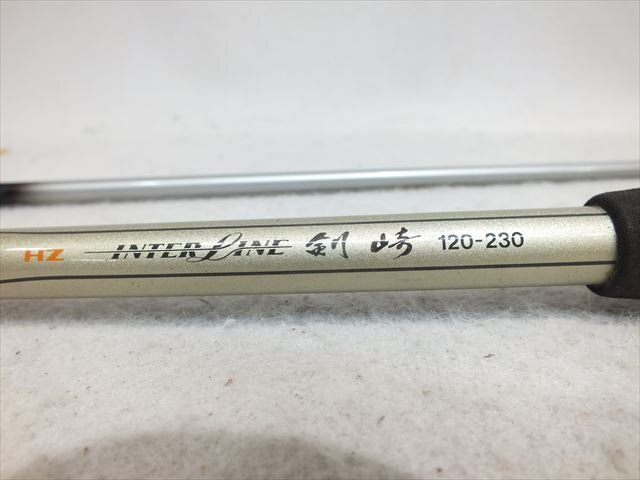 HZ INTER LINE 剣崎 120-230